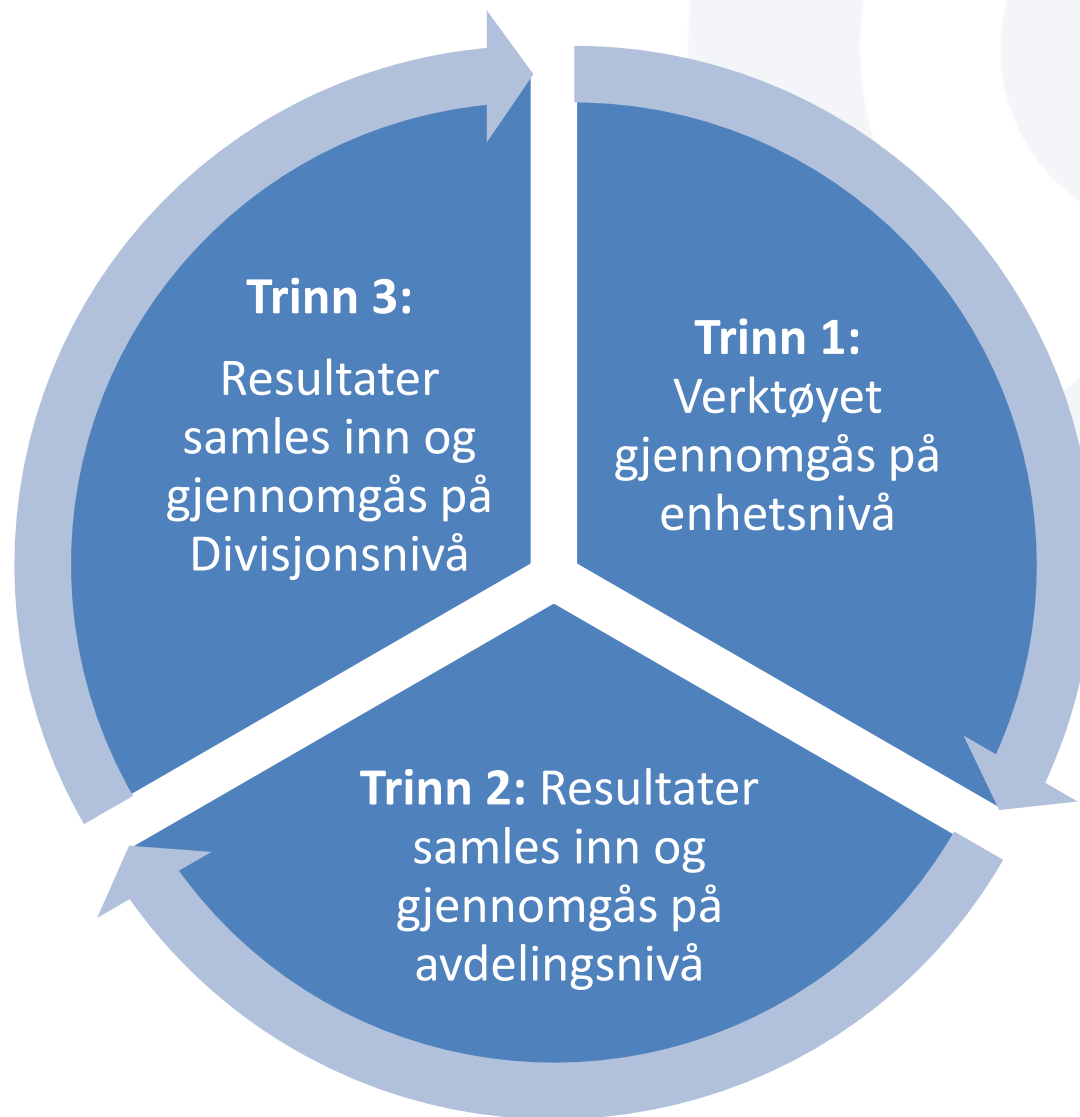 Trinn 1:
Verktøyet
gjennomgås på
enhetsnivå
Trinn 2: Resultater
samles inn og
gjennomgås på
avdelingsnivå
Trinn 3:
Resultater
samles inn og
gjennomgås på
Divisjonsnivå